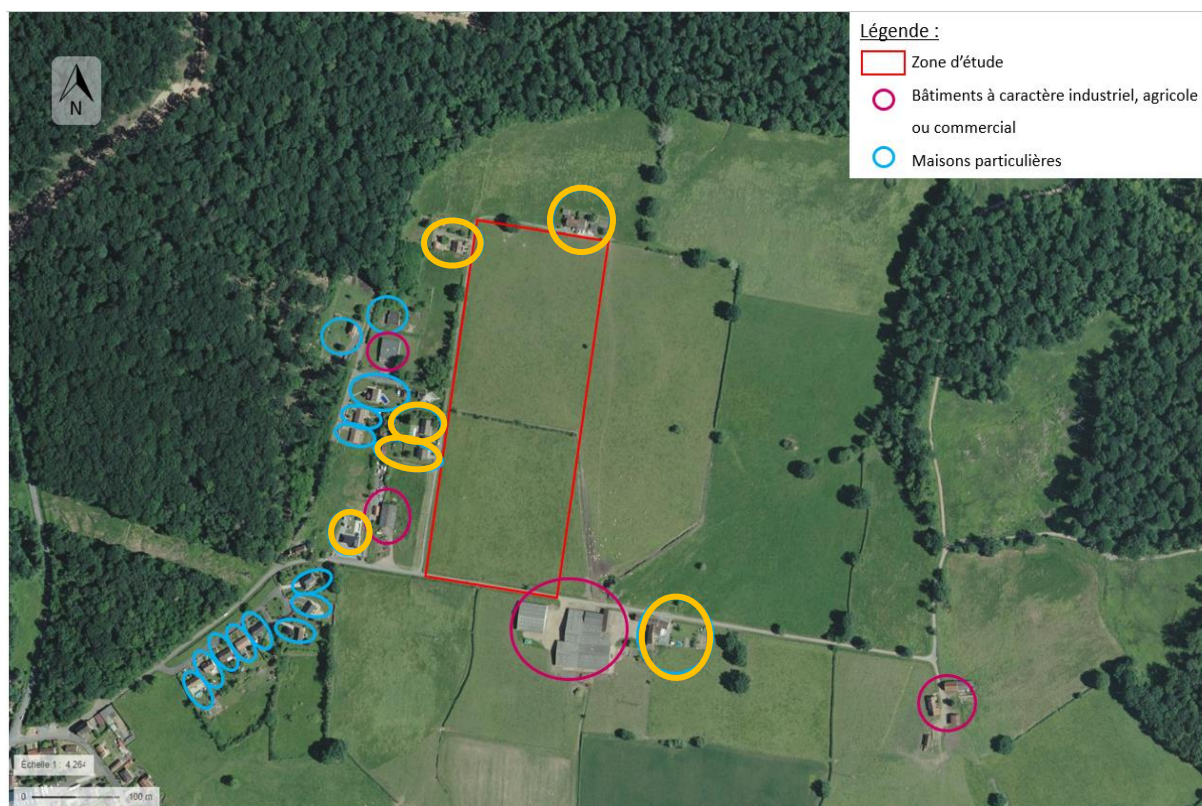 Légende :
Zone d'étude
Bâtiments à caractère industriel, agricole
ou commercial
Maisons particulières
N
Échelle 1 : 4 264
0 100 m